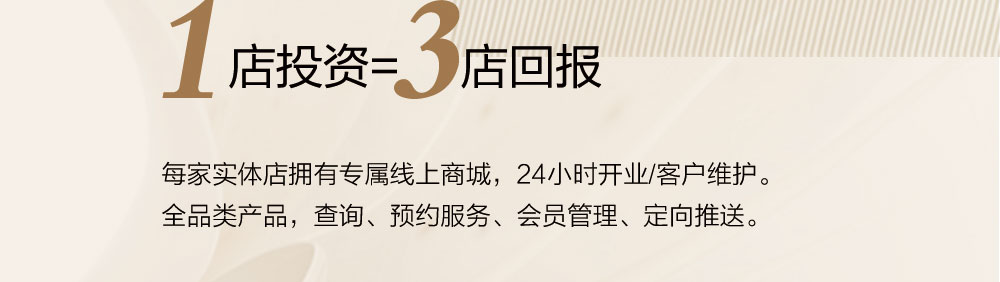 1店投资=3店回报
每家实体店拥有专属线上商城，24小时开业/客户维护。
全品类产品，查询、预约服务、会员管理、定向推送。